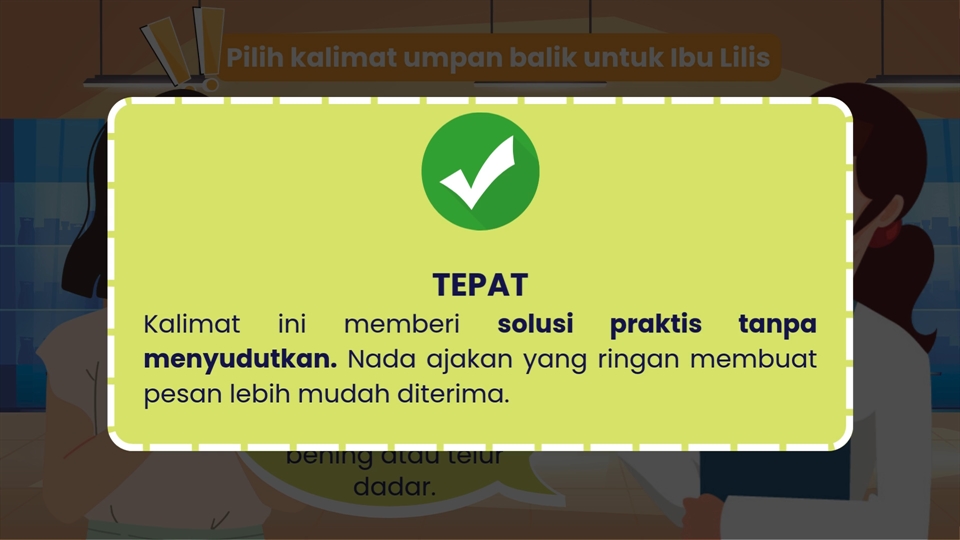 Pilih kalimat umpan balik untuk Ibu Lilis
TEPAT
Kalimat ini memberi solusi praktis tanpa
menyudutkan. Nada ajakan yang ringan membuat
pesan lebih mudah diterima.
bening atau telur
dadar.